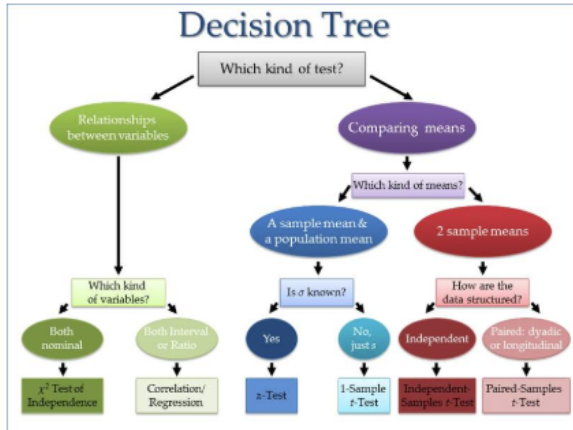 Decision Tree
Which kind of test?
Relationships
between variables
Comparing means
Which kind of means?
A sample mean &
a population mean
2 sample means
Which kind
of variables?
Is σ known?
How are the
data structured?
Both
nominal
Both Interval
or Ratio
Yes
No,
just s
Independent
Paired: dyadic
or longitudinal
χ² Test of
Independence
Correlation/
Regression
z-Test
1-Sample
t-Test
Independent-
Samples t-Test
Paired-Samples
t-Test